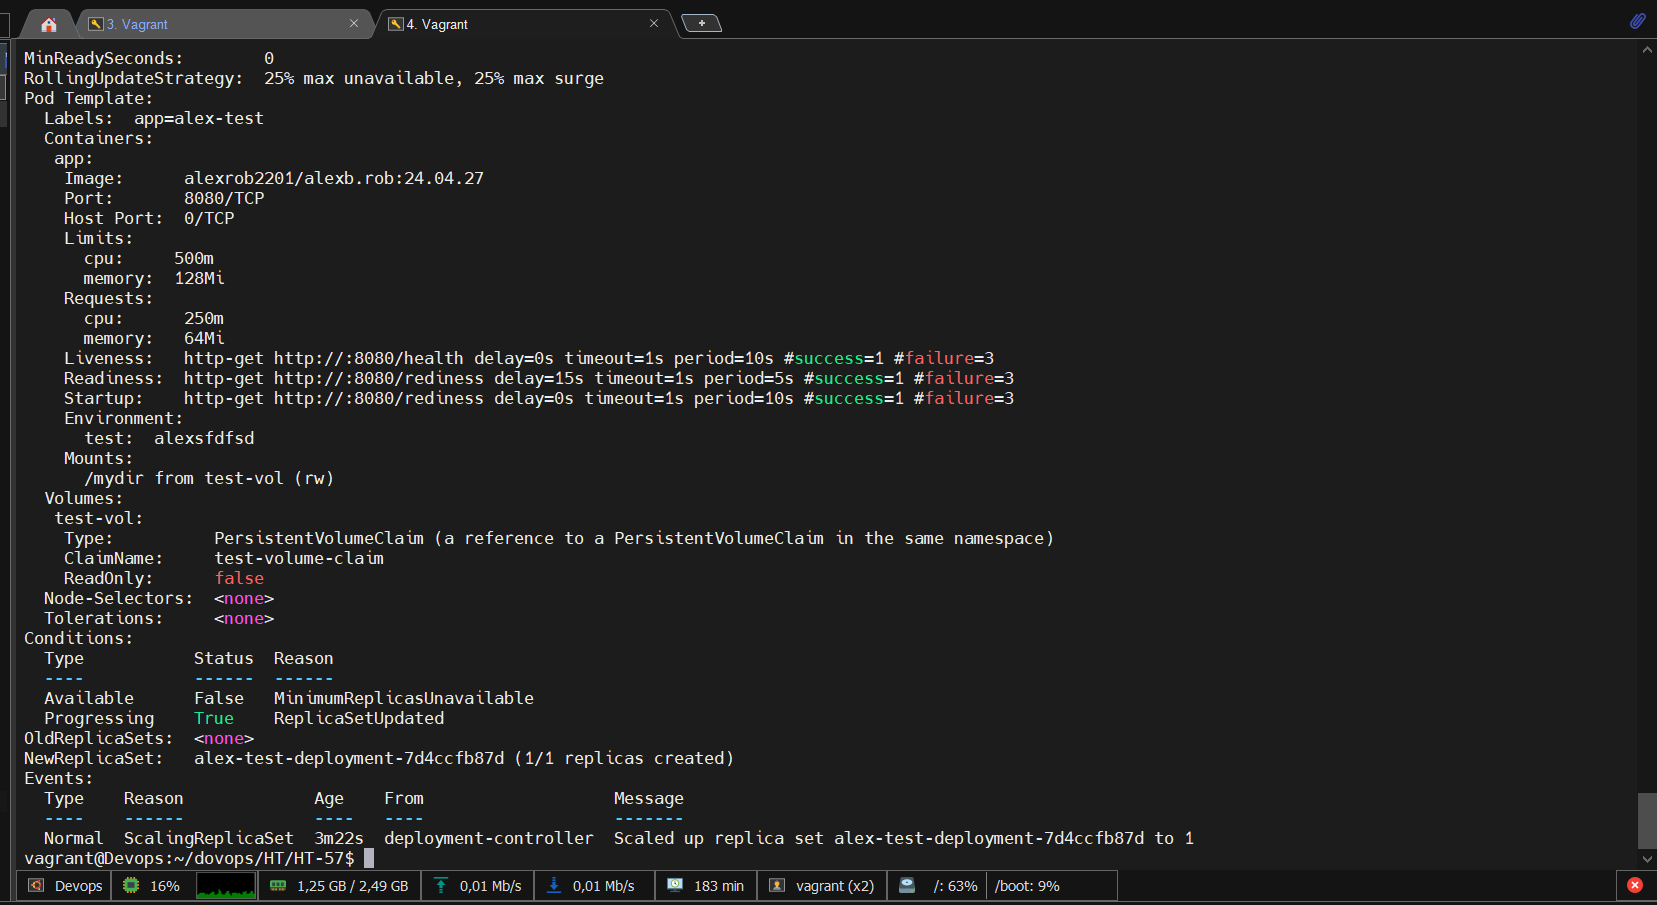 3. Vagrant
4. Vagrant
MinReadySeconds:        0
RollingUpdateStrategy:  25% max unavailable, 25% max surge
Pod Template:
  Labels:  app=alex-test
  Containers:
   app:
    Image:      alexrob2201/alexb.rob:24.04.27
    Port:       8080/TCP
    Host Port:  0/TCP
    Limits:
      cpu:     500m
      memory:  128Mi
    Requests:
      cpu:      250m
      memory:   64Mi
    Liveness:   http-get http://:8080/health delay=0s timeout=1s period=10s #success=1 #failure=3
    Readiness:  http-get http://:8080/rediness delay=15s timeout=1s period=5s #success=1 #failure=3
    Startup:    http-get http://:8080/rediness delay=0s timeout=1s period=10s #success=1 #failure=3
    Environment:
      test:  alexsfdfsd
    Mounts:
      /mydir from test-vol (rw)
  Volumes:
   test-vol:
    Type:          PersistentVolumeClaim (a reference to a PersistentVolumeClaim in the same namespace)
    ClaimName:     test-volume-claim
    ReadOnly:      false
  Node-Selectors:  <none>
  Tolerations:     <none>
Conditions:
  Type           Status  Reason
  ----           ------  ------
  Available      False   MinimumReplicasUnavailable
  Progressing    True    ReplicaSetUpdated
OldReplicaSets:  <none>
NewReplicaSet:   alex-test-deployment-7d4ccfb87d (1/1 replicas created)
Events:
  Type    Reason             Age    From                   Message
  ----    ------             ----   ----                   -------
  Normal  ScalingReplicaSet  3m22s  deployment-controller  Scaled up replica set alex-test-deployment-7d4ccfb87d to 1
vagrant@Devops:~/dovops/HT/HT-57$
Devops 16% 1,25 GB / 2,49 GB 0,01 Mb/s 0,01 Mb/s 183 min vagrant (x2) /: 63% /boot: 9%